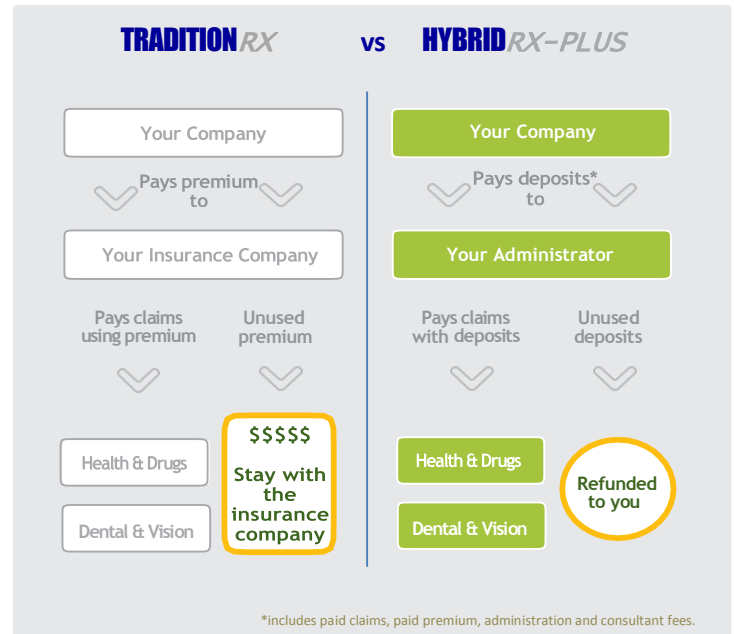 TRADITIONRX vs HYBRIDRX-PLUS
Your Company
Pays premium
to
Your Insurance Company
Pays claims
using premium
Unused
premium
Health & Drugs
Dental & Vision
$$$$$
Stay with
the
insurance
company
Your Company
Pays deposits*
to
Your Administrator
Pays claims
with deposits
Unused
deposits
Health & Drugs
Dental & Vision
Refunded
to you
*includes paid claims, paid premium, administration and consultant fees.